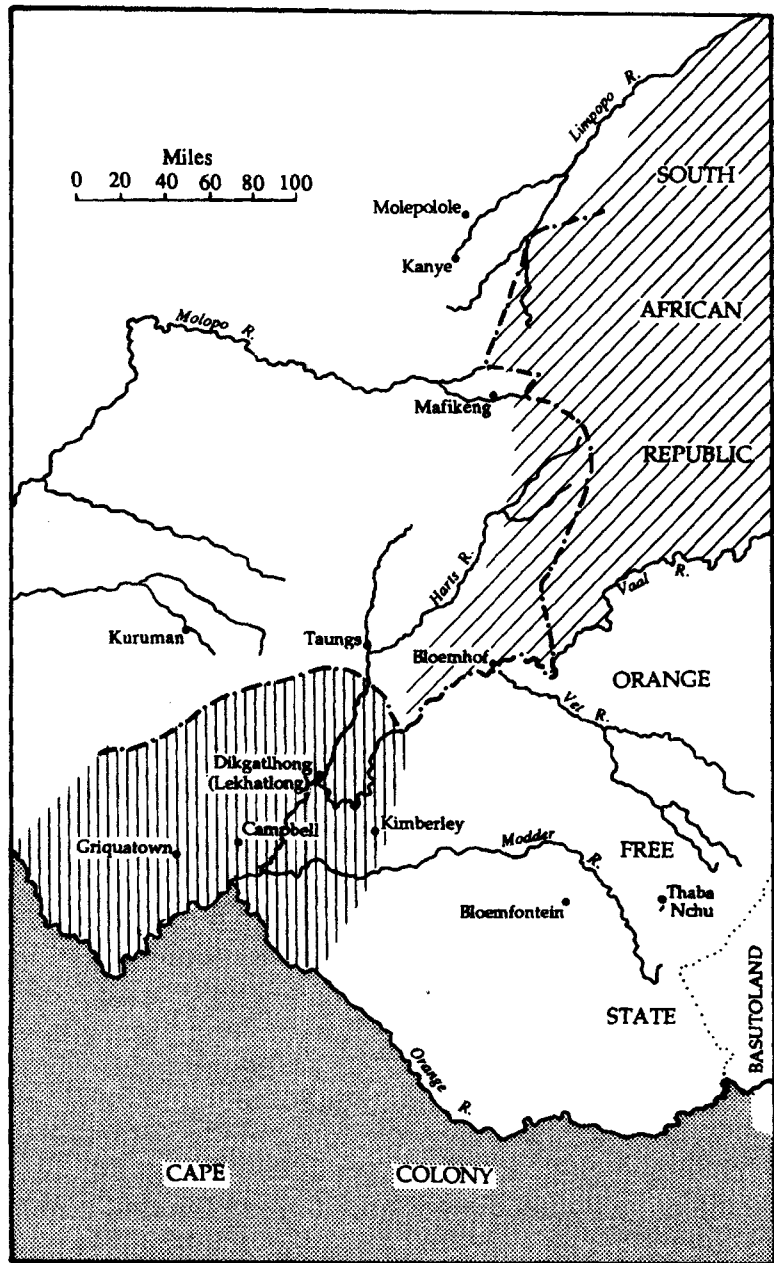 Limpopo R.
Miles
0 20 40 60 80 100
SOUTH
Molepolole
Kanye
AFRICAN
Molopo R.
Mafikeng
REPUBLIC
Harts R.
Vaal R.
Kuruman
Taungs
Bloemhof
ORANGE
Vet R.
Dikgatlhong
(Lekhatlong)
Campbell
Kimberley
Griquatown
Modder R.
FREE
Thaba
Nchu
Bloemfontein
STATE
BASUTOLAND
Orange R.
CAPE COLONY